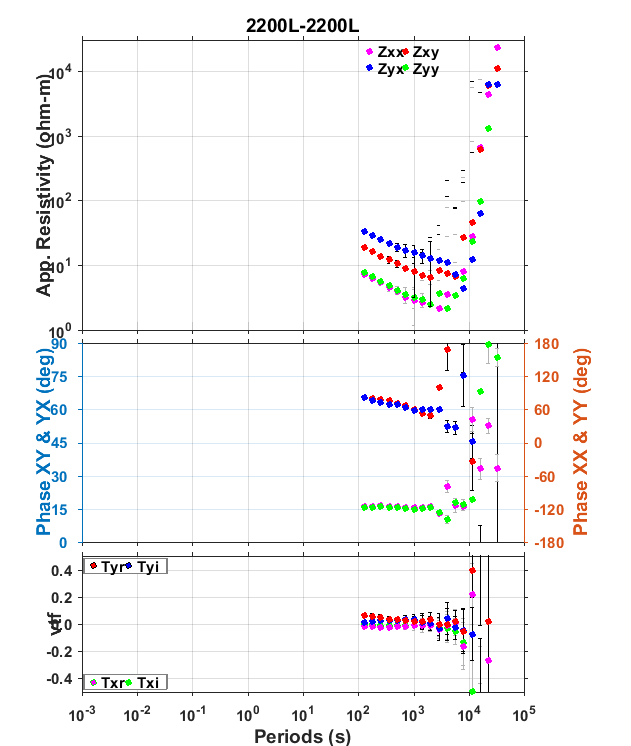 2200L-2200L
Zxx Zxy
Zyx Zyy
App. Resistivity (ohm-m)
10^4
10^3
10^2
10^1
10^0
Phase XY & YX (deg)
90
75
60
45
30
15
0
180
120
60
0
-60
-120
-180
Phase XX & YY (deg)
Tyr Tyi
vtf
0.4
0.2
0.0
-0.2
-0.4
Txr Txi
10^-3 10^-2 10^-1 10^0 10^1 10^2 10^3 10^4 10^5
Periods (s)